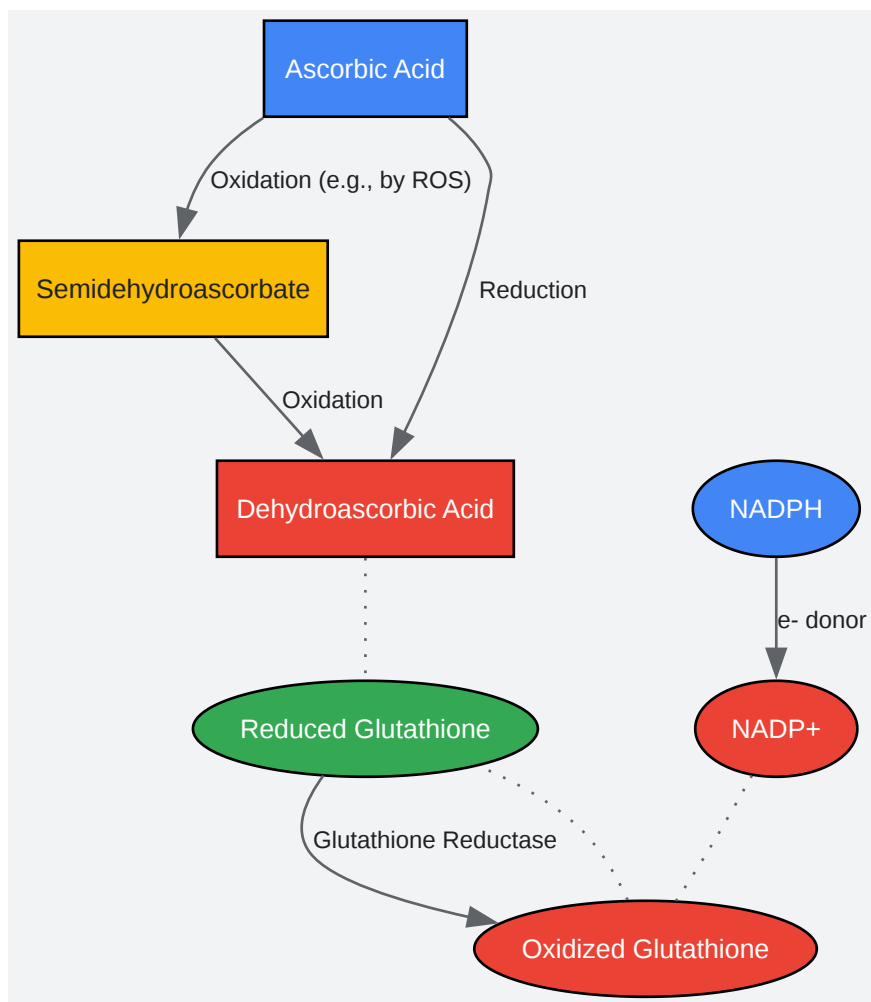 Ascorbic Acid
Oxidation (e.g., by ROS)
Semidehydroascorbate
Reduction
Oxidation
Dehydroascorbic Acid
NADPH
e- donor
Reduced Glutathione
NADP+
Glutathione Reductase
Oxidized Glutathione